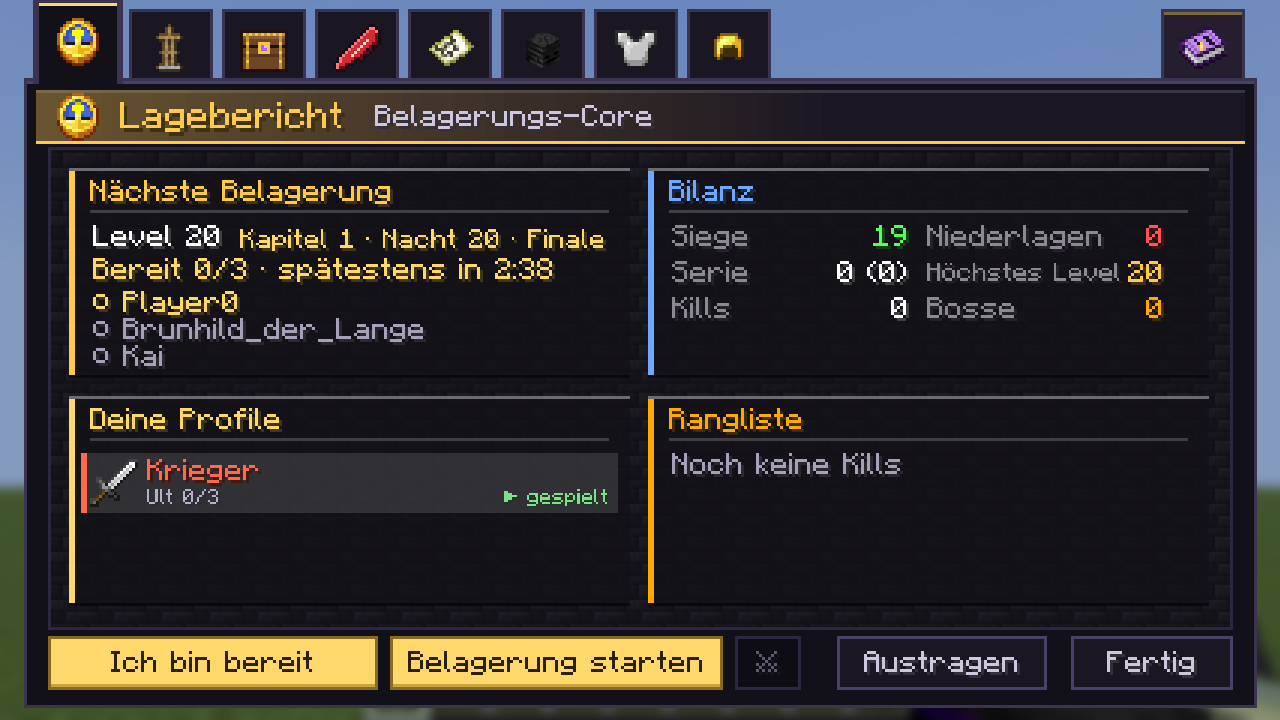 Lagebericht Belagerungs-Core
Nächste Belagerung
Level 20 Kapitel 1 · Nacht 20 · Finale
Bereit 0/3 · spätestens in 2:38
Player0
Brunhild_der_Lange
Kai
Bilanz
Siege 19 Niederlagen 0
Serie 0 (0) Höchstes Level 20
Kills 0 Bosse 0
Deine Profile
Krieger
Ult 0/3 ▶ gespielt
Rangliste
Noch keine Kills
Ich bin bereit Belagerung starten Austragen Fertig